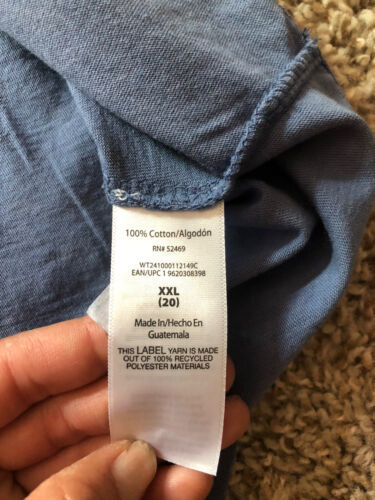 100% Cotton/Algodón
RN# 52469
WT241000112149C
EAN/UPC 1 9620308398
XXL
(20)
Made In/Hecho En
Guatemala
THIS LABEL YARN IS MADE
OUT OF 100% RECYCLED
POLYESTER MATERIALS